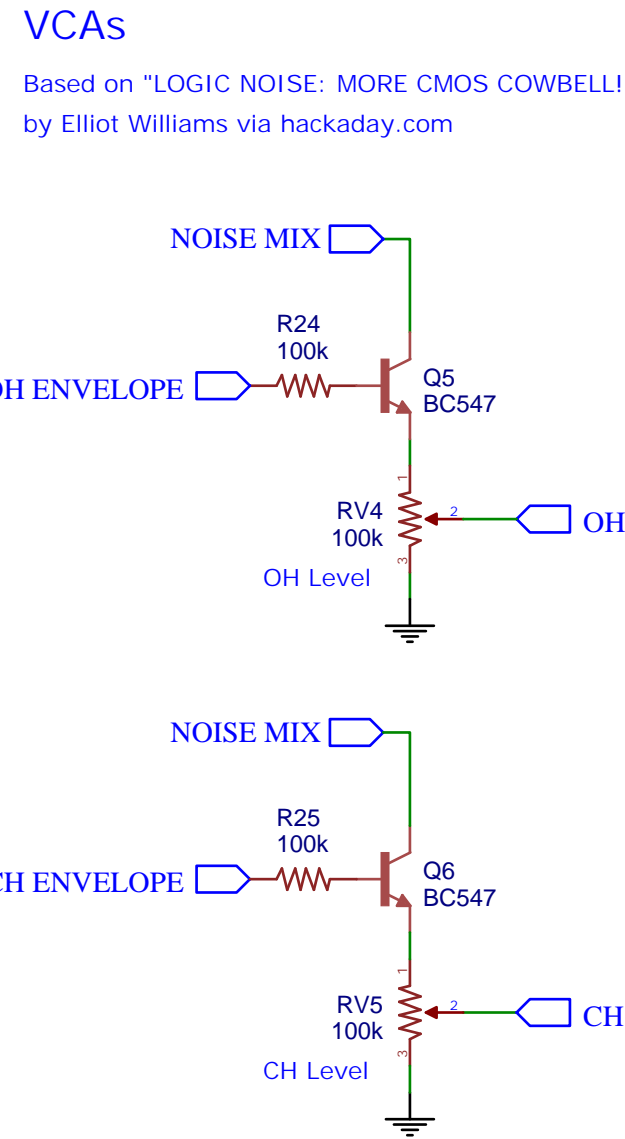 VCAs
Based on "LOGIC NOISE: MORE CMOS COWBELL!
by Elliot Williams via hackaday.com
NOISE MIX
R24
100k
ENVELOPE
Q5
BC547
1
RV4
100k
2
OH
3
OH Level
NOISE MIX
R25
100k
ENVELOPE
Q6
BC547
1
RV5
100k
2
CH
3
CH Level